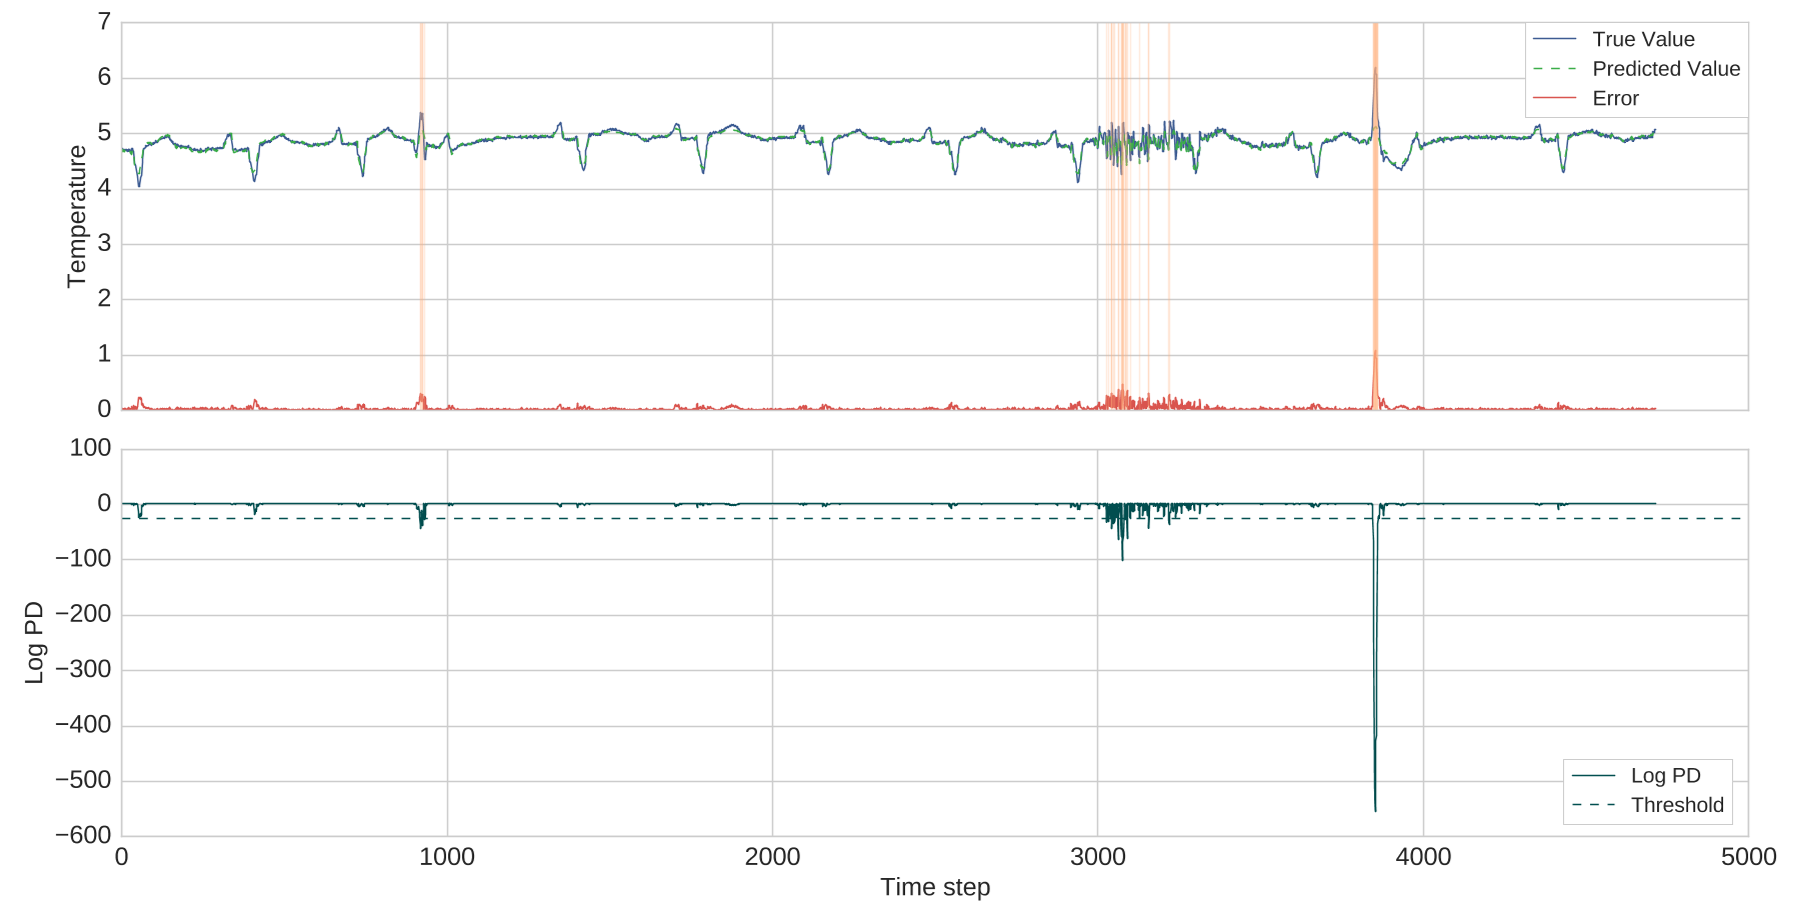 7
6
5
4
3
2
1
0
Temperature
True Value
Predicted Value
Error
100
0
−100
−200
−300
−400
−500
−600
Log PD
Log PD
Threshold
0 1000 2000 3000 4000 5000
Time step